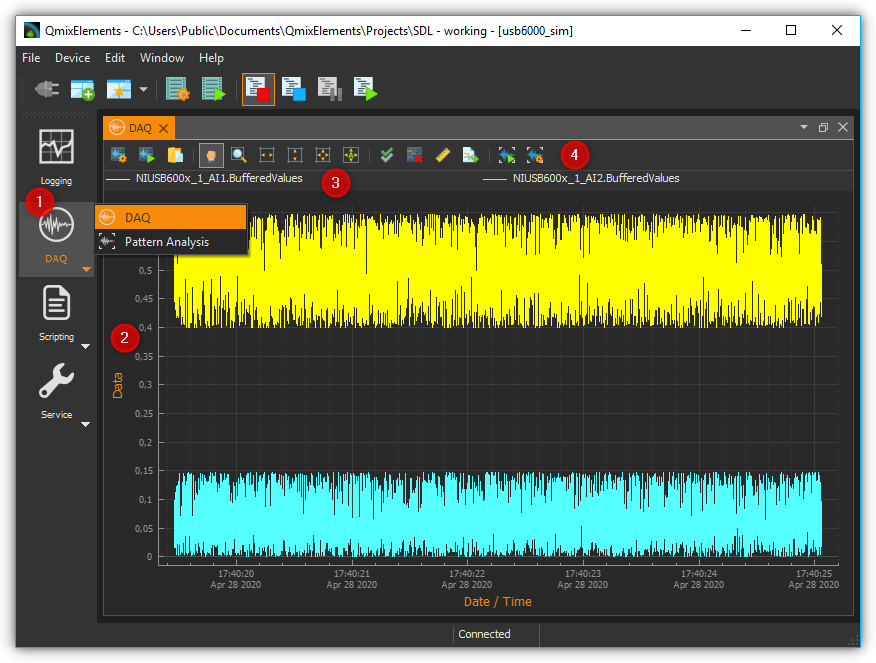 QmixElements - C:\Users\Public\Documents\QmixElements\Projects\SDL - working - [usb6000_sim]
File Device Edit Window Help
DAQ
4
NIUSB600x_1_AI1.BufferedValues NIUSB600x_1_AI2.BufferedValues
3
Logging
1
DAQ
Pattern Analysis
DAQ
Scripting
Service
2
Data
0,5
0,45
0,4
0,35
0,3
0,25
0,2
0,15
0,1
0,05
0
17:40:20 17:40:21 17:40:22 17:40:23 17:40:24 17:40:25
Apr 28 2020 Apr 28 2020 Apr 28 2020 Apr 28 2020 Apr 28 2020 Apr 28 2020
Date / Time
Connected